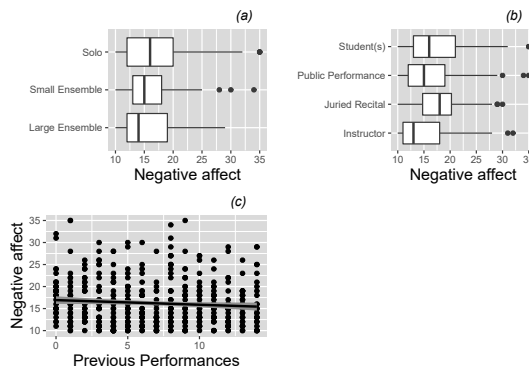 (a)
Solo
Small Ensemble
Large Ensemble
10 15 20 25 30 35
Negative affect
(b)
Student(s)
Public Performance
Juried Recital
Instructor
10 15 20 25 30 35
Negative affect
(c)
35
30
25
20
15
10
Negative affect
0 5 10
Previous Performances